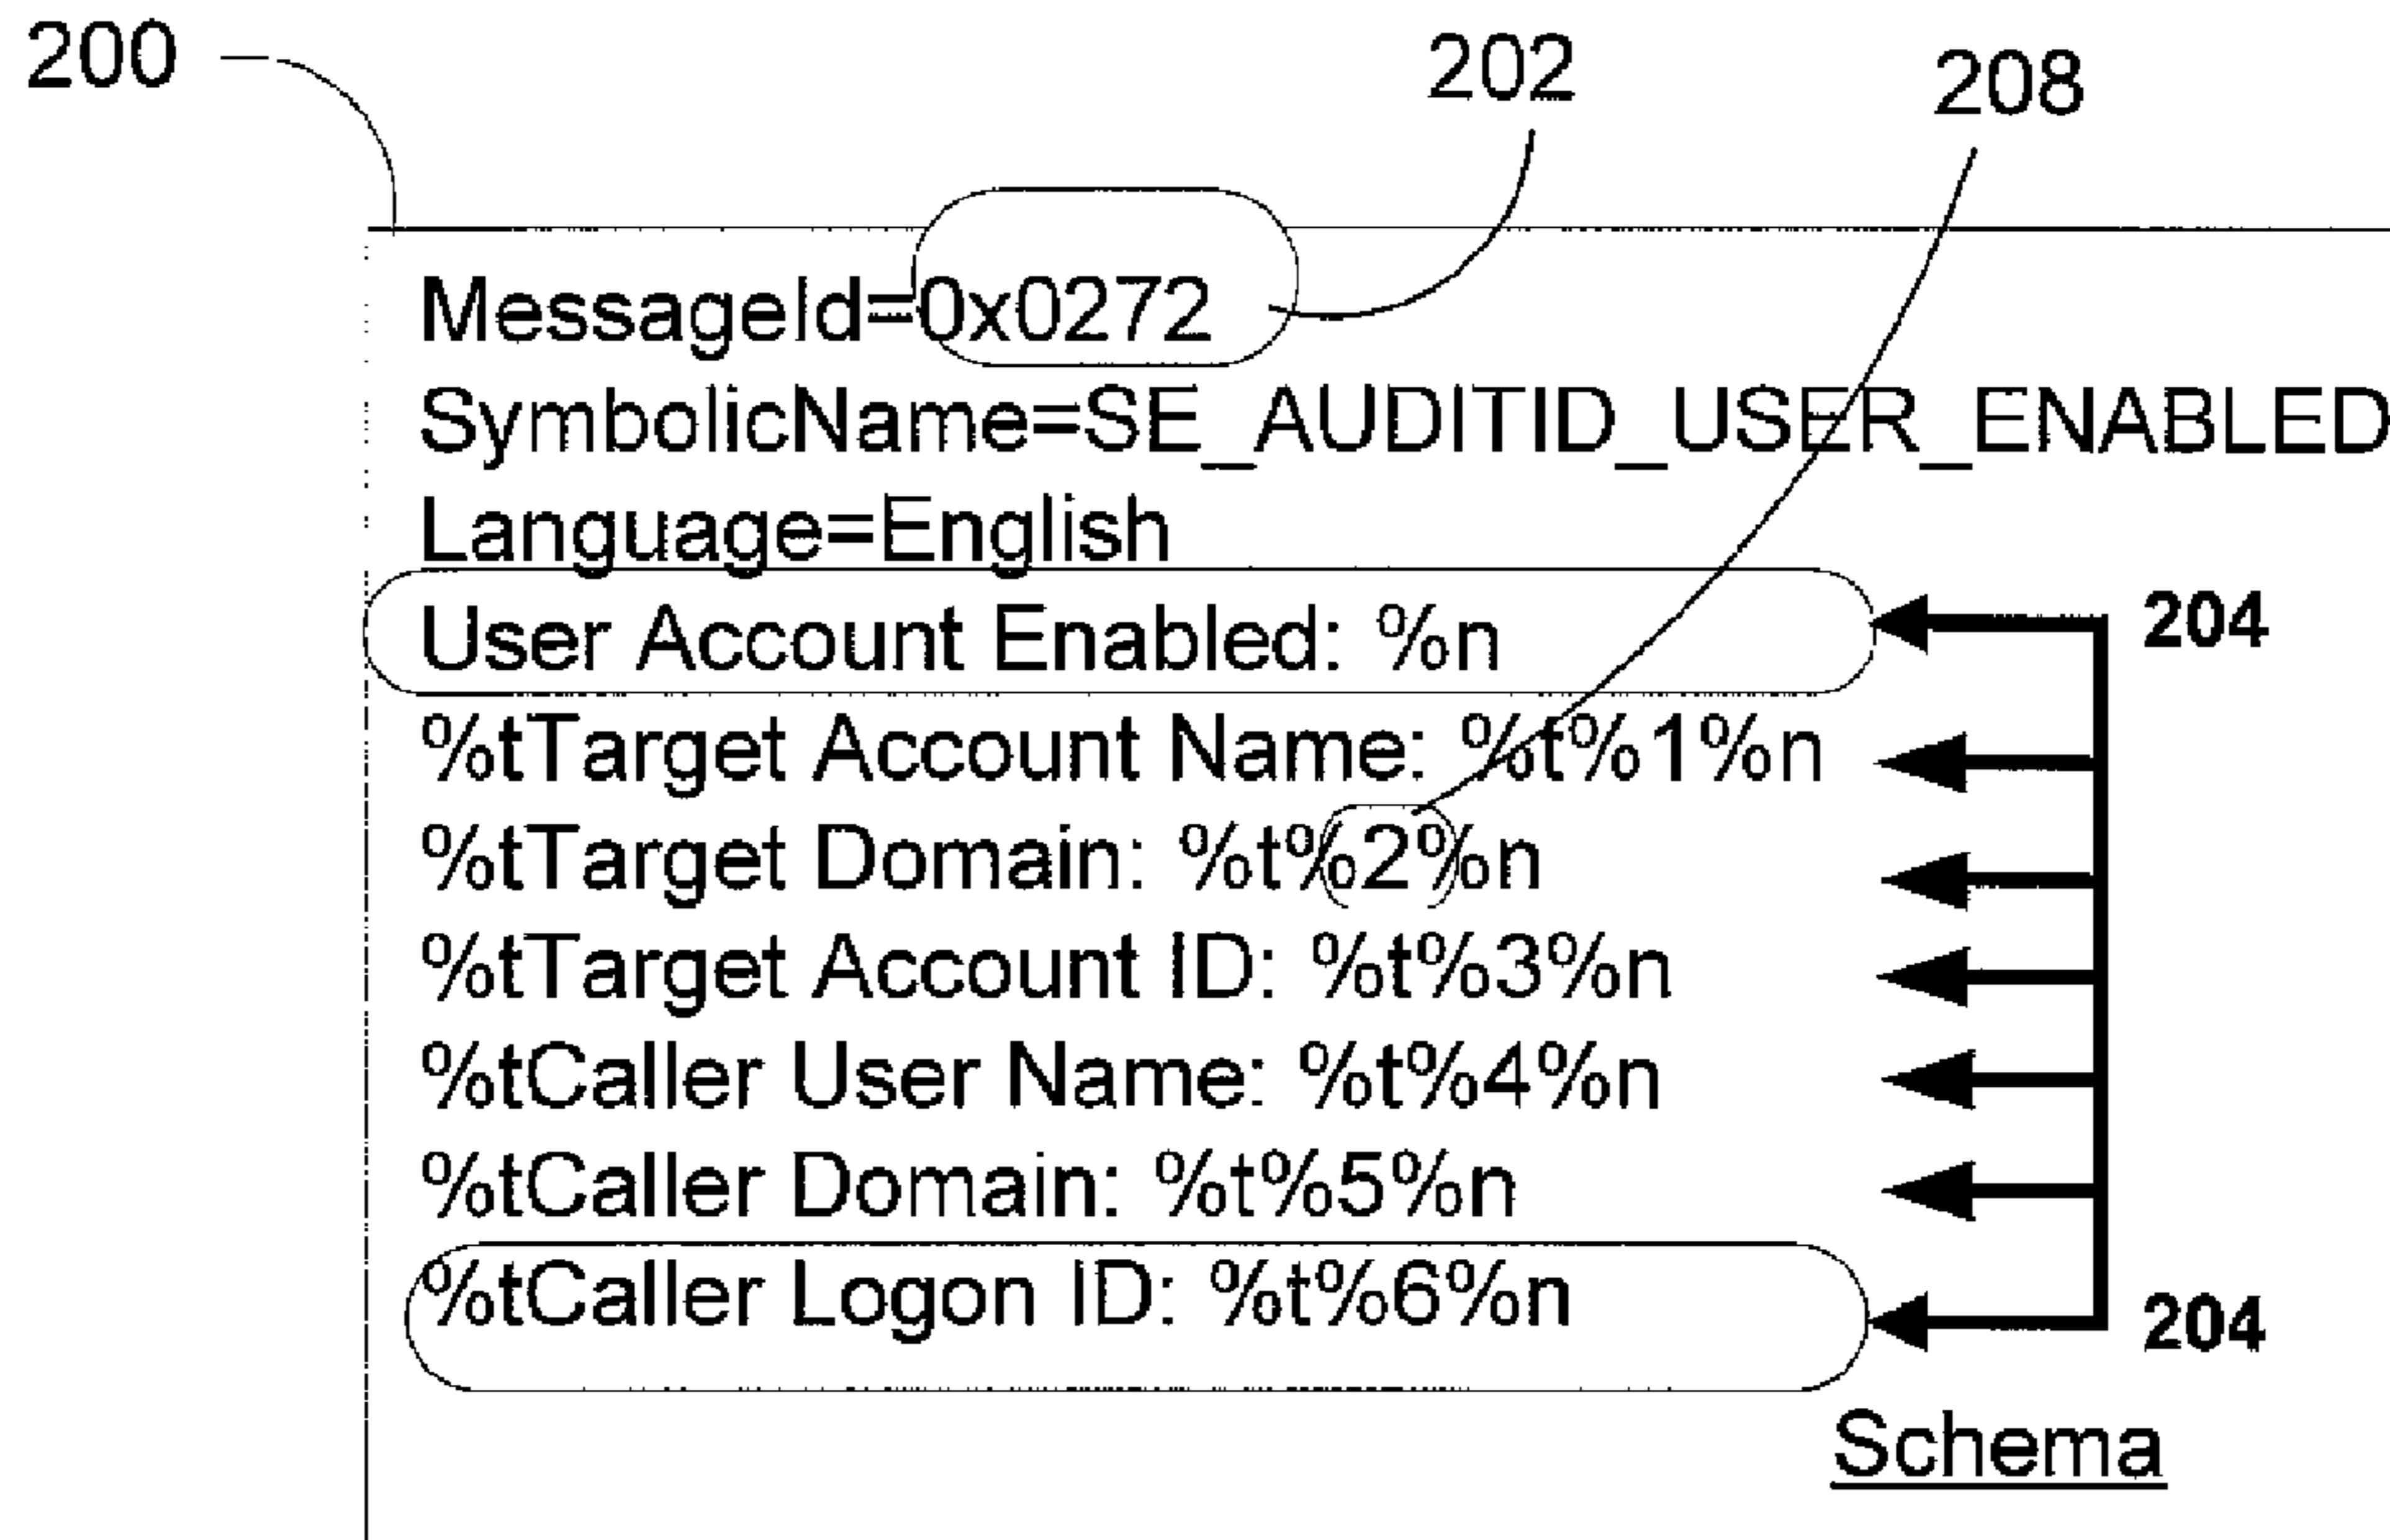 200
202
208
MessageId=0x0272
SymbolicName=SE_AUDITID_USER_ENABLED
Language=English
User Account Enabled: %n
204
%tTarget Account Name: %t%1%n
%tTarget Domain: %t%2%n
%tTarget Account ID: %t%3%n
%tCaller User Name: %t%4%n
%tCaller Domain: %t%5%n
%tCaller Logon ID: %t%6%n
204
Schema